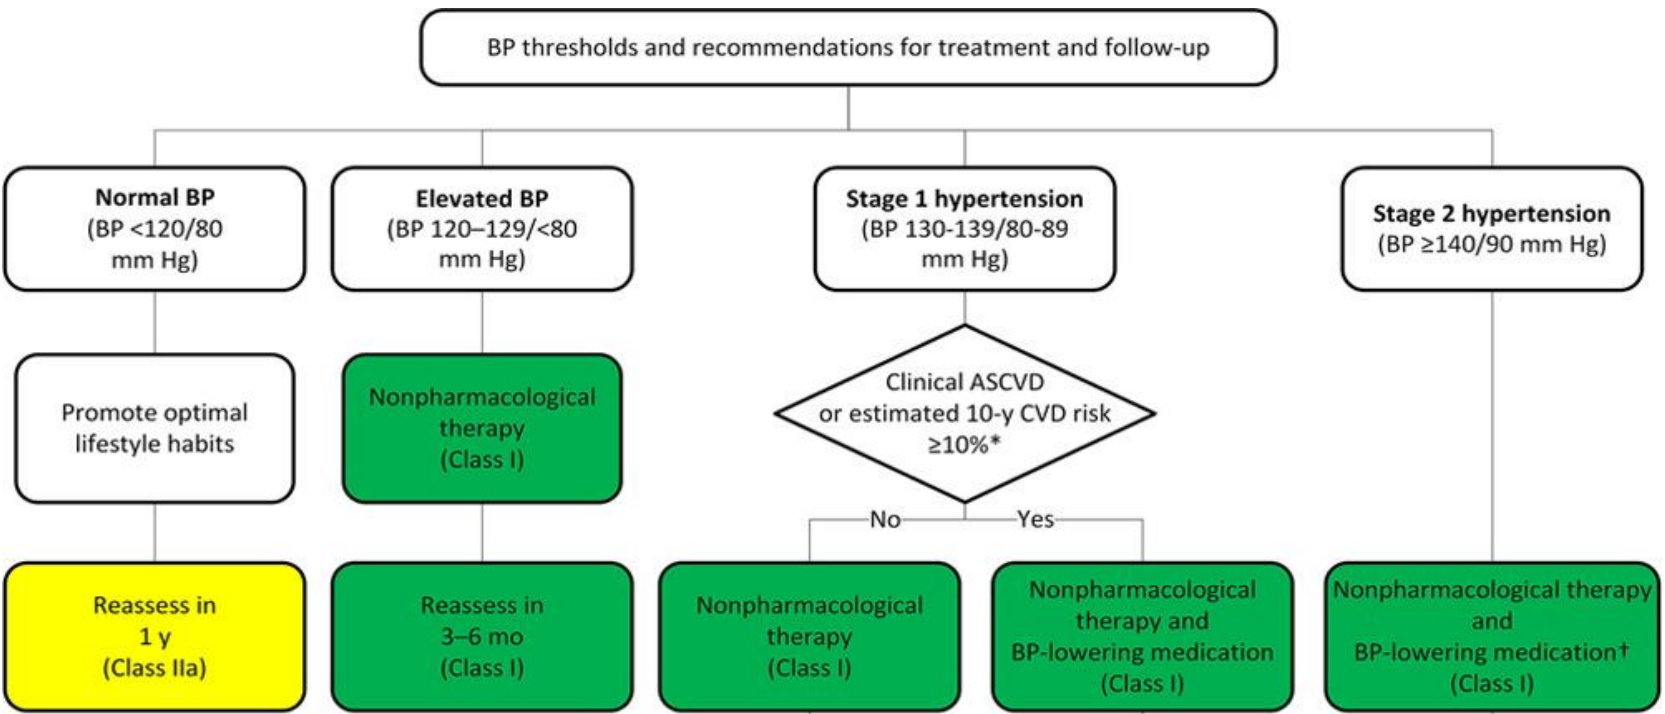 BP thresholds and recommendations for treatment and follow-up
Normal BP
(BP <120/80
mm Hg)
Elevated BP
(BP 120–129/<80
mm Hg)
Stage 1 hypertension
(BP 130-139/80-89
mm Hg)
Stage 2 hypertension
(BP ≥140/90 mm Hg)
Promote optimal
lifestyle habits
Nonpharmacological
therapy
(Class I)
Clinical ASCVD
or estimated 10-y CVD risk
≥10%*
No
Yes
Reassess in
1 y
(Class IIa)
Reassess in
3–6 mo
(Class I)
Nonpharmacological
therapy
(Class I)
Nonpharmacological
therapy and
BP-lowering medication
(Class I)
Nonpharmacological therapy
and
BP-lowering medication†
(Class I)